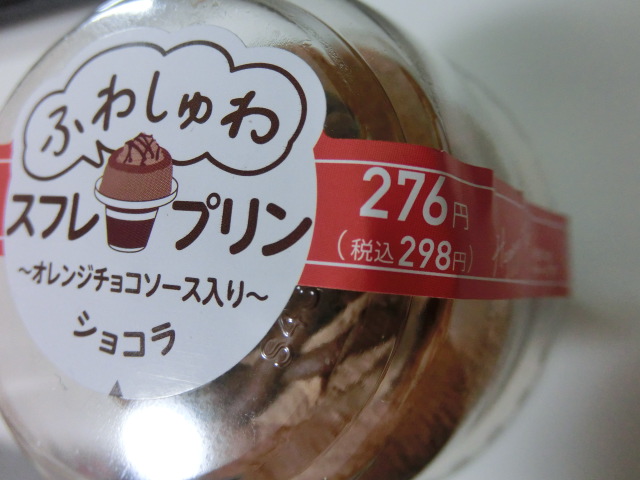 ふわしゅわ
スフレ プリン
～オレンジチョコソース入り～
ショコラ
276円
(税込298円)